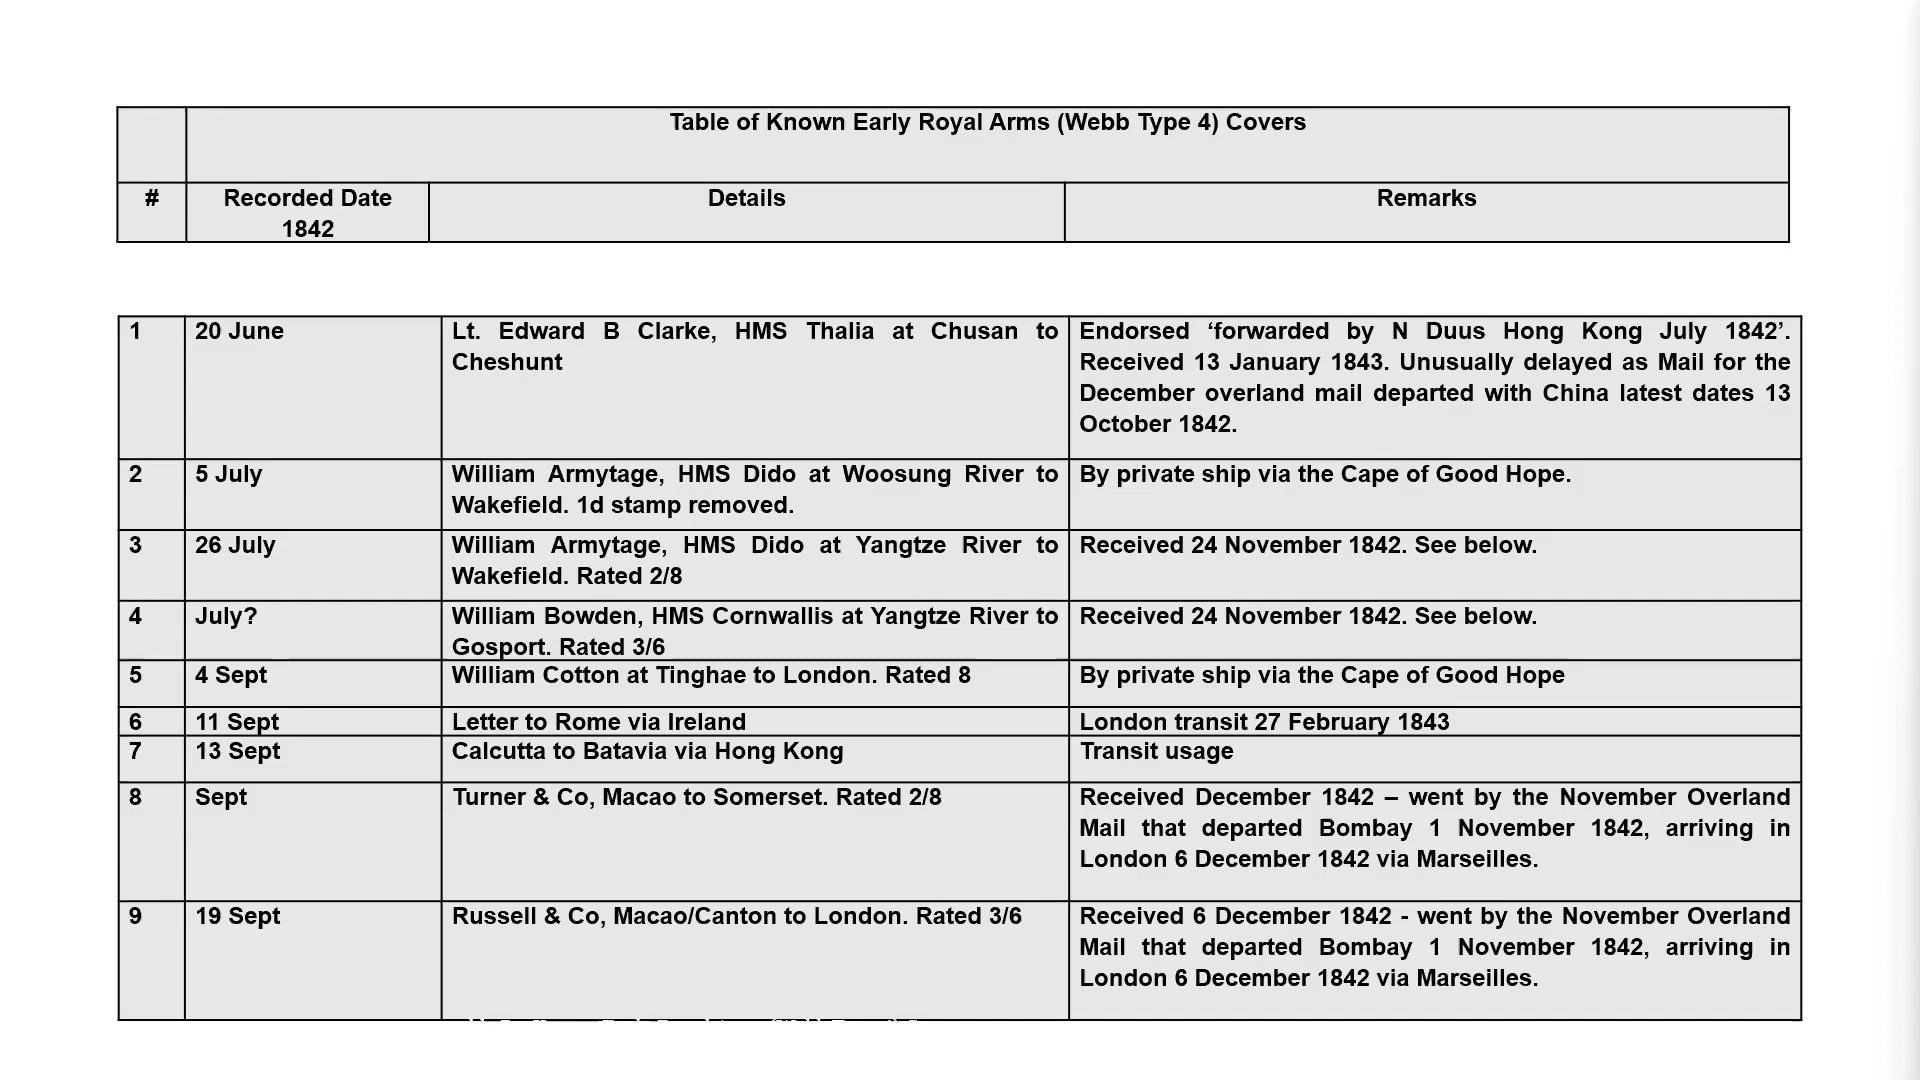 Table of Known Early Royal Arms (Webb Type 4) Covers
# Recorded Date 1842 Details Remarks
1 20 June Lt. Edward B Clarke, HMS Thalia at Chusan to Endorsed ‘forwarded by N Duus Hong Kong July 1842’.
Cheshunt Received 13 January 1843. Unusually delayed as Mail for the
December overland mail departed with China latest dates 13
October 1842.
2 5 July William Armytage, HMS Dido at Woosung River to By private ship via the Cape of Good Hope.
Wakefield. 1d stamp removed.
3 26 July William Armytage, HMS Dido at Yangtze River to Received 24 November 1842. See below.
Wakefield. Rated 2/8
4 July? William Bowden, HMS Cornwallis at Yangtze River to Received 24 November 1842. See below.
Gosport. Rated 3/6
5 4 Sept William Cotton at Tinghae to London. Rated 8 By private ship via the Cape of Good Hope
6 11 Sept Letter to Rome via Ireland London transit 27 February 1843
7 13 Sept Calcutta to Batavia via Hong Kong Transit usage
8 Sept Turner & Co, Macao to Somerset. Rated 2/8 Received December 1842 – went by the November Overland
Mail that departed Bombay 1 November 1842, arriving in
London 6 December 1842 via Marseilles.
9 19 Sept Russell & Co, Macao/Canton to London. Rated 3/6 Received 6 December 1842 - went by the November Overland
Mail that departed Bombay 1 November 1842, arriving in
London 6 December 1842 via Marseilles.